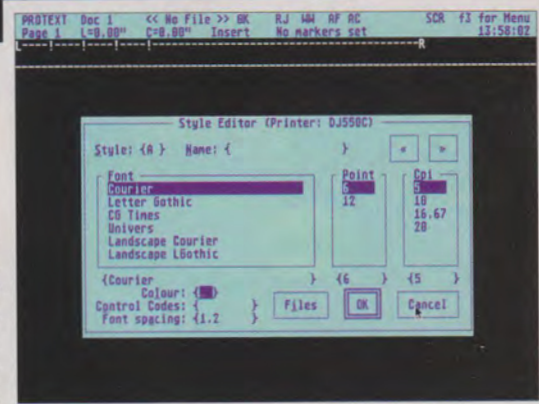 PROTEXT Doc 1 << No File >> 8K RJ WW AF RC SCR f3 for Menu
Page 1 L=0.00" C=0.00" Insert No markers set 13:58:02
L----!----!----!----!----R
Style Editor (Printer: DJ550C)
Style: {A } Name: { } « »
Font Point Cpi
Courier 6 5
Letter Gothic 12 10
CG Times 16.67
Univers 20
Landscape Courier
Landscape LGothic
{Courier } {6 } {5 }
Colour: { }
Control Codes: { }
Font spacing: {1.2 }
Files OK Cancel